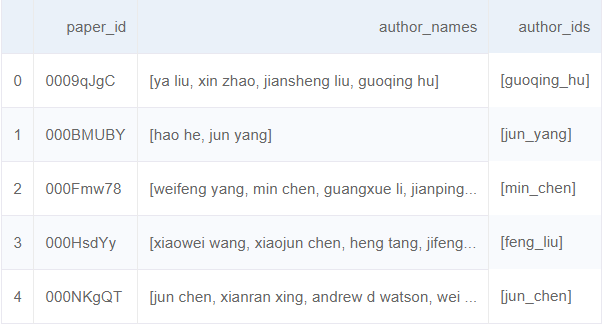 paper_id author_names author_ids
0 0009qJgC [ya liu, xin zhao, jiansheng liu, guoqing hu] [guoqing_hu]
1 000BMUBY [hao he, jun yang] [jun_yang]
2 000Fmw78 [weifeng yang, min chen, guangxue li, jianping... [min_chen]
3 000HsdYy [xiaowei wang, xiaojun chen, heng tang, jifeng... [feng_liu]
4 000NKgQT [jun chen, xianran xing, andrew d watson, wei ... [jun_chen]